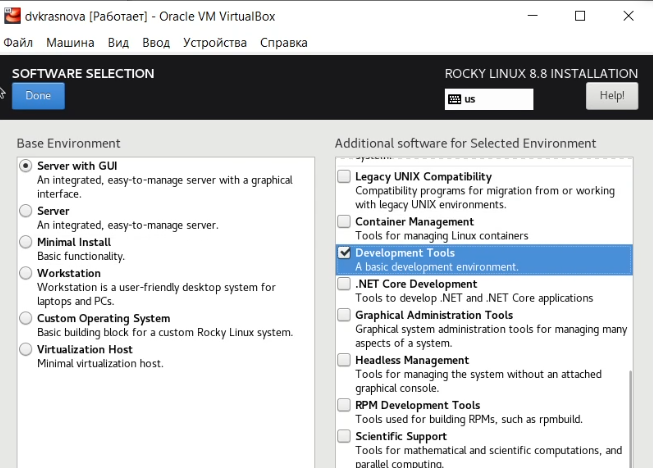 dvkrasnova [Работает] - Oracle VM VirtualBox
Файл Машина Вид Ввод Устройства Справка
SOFTWARE SELECTION
ROCKY LINUX 8.8 INSTALLATION
Done
us
Help!
Base Environment
Server with GUI
An integrated, easy-to-manage server with a graphical
interface.
Server
An integrated, easy-to-manage server.
Minimal Install
Basic functionality.
Workstation
Workstation is a user-friendly desktop system for
laptops and PCs.
Custom Operating System
Basic building block for a custom Rocky Linux system.
Virtualization Host
Minimal virtualization host.
Additional software for Selected Environment
system.
Legacy UNIX Compatibility
Compatibility programs for migration from or working
with legacy UNIX environments.
Container Management
Tools for managing Linux containers
Development Tools
A basic development environment.
.NET Core Development
Tools to develop .NET and .NET Core applications
Graphical Administration Tools
Graphical system administration tools for managing many
aspects of a system.
Headless Management
Tools for managing the system without an attached
graphical console.
RPM Development Tools
Tools used for building RPMs, such as rpmbuild.
Scientific Support
Tools for mathematical and scientific computations, and
parallel computing.